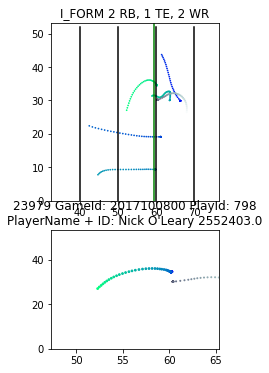 I_FORM 2 RB, 1 TE, 2 WR
50
40
30
20
10
0
40 50 60 70
23979 GameId: 2017100800 PlayId: 798
PlayerName + ID: Nick O'Leary 2552403.0
40
20
0
50 55 60 65